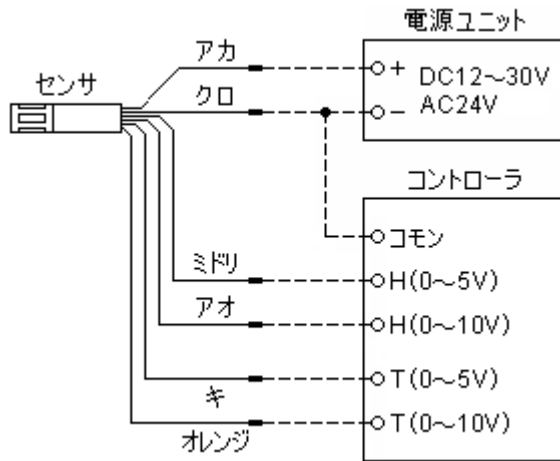 電源ユニット
アカ
+
DC12～30V
センサ
クロ
−
AC24V
コントローラ
コモン
ミドリ
H(0～5V)
アオ
H(0～10V)
T(0～5V)
キ
T(0～10V)
オレンジ